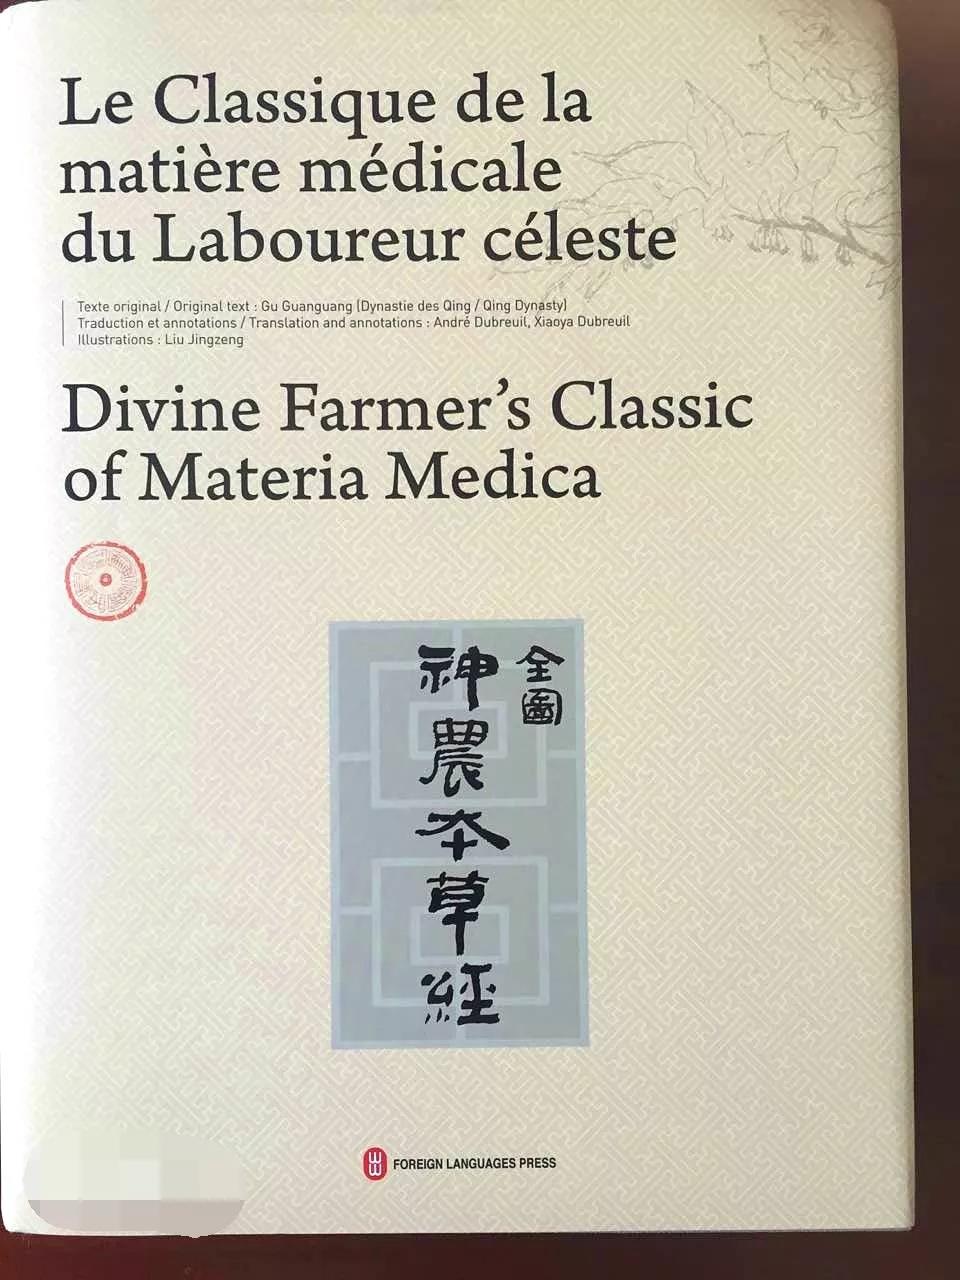 Le Classique de la
matière médicale
du Laboureur céleste
Texte original / Original text : Gu Guanguang (Dynastie des Qing / Qing Dynasty)
Traduction et annotations / Translation and annotations : André Dubreuil, Xiaoya Dubreuil
Illustrations : Liu Jingzeng
Divine Farmer's Classic
of Materia Medica
全圖
神農本草經
FOREIGN LANGUAGES PRESS